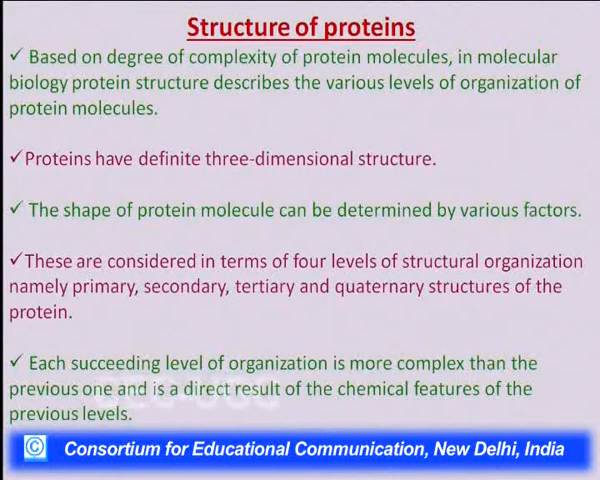 Structure of proteins
✓ Based on degree of complexity of protein molecules, in molecular
biology protein structure describes the various levels of organization of
protein molecules.
✓Proteins have definite three-dimensional structure.
✓ The shape of protein molecule can be determined by various factors.
✓These are considered in terms of four levels of structural organization
namely primary, secondary, tertiary and quaternary structures of the
protein.
✓ Each succeeding level of organization is more complex than the
previous one and is a direct result of the chemical features of the
previous levels.
© Consortium for Educational Communication, New Delhi, India